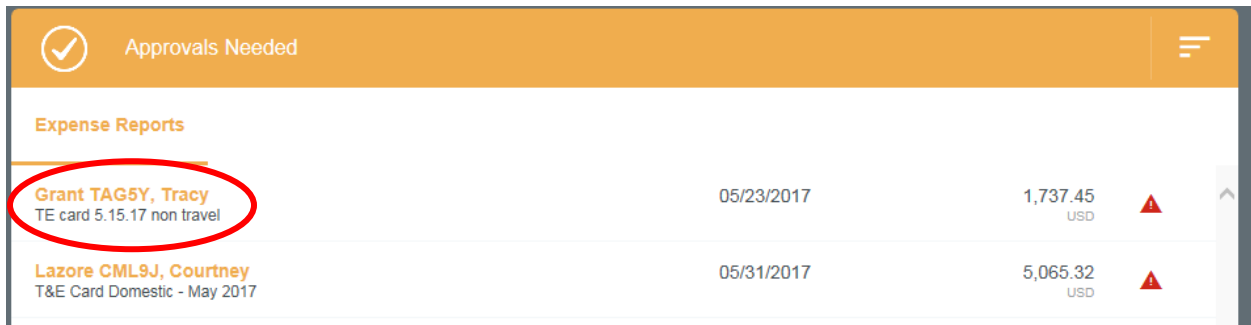 Approvals Needed
Expense Reports
Grant TAG5Y, Tracy 05/23/2017 1,737.45
TE card 5.15.17 non travel USD
Lazore CML9J, Courtney 05/31/2017 5,065.32
T&E Card Domestic - May 2017 USD